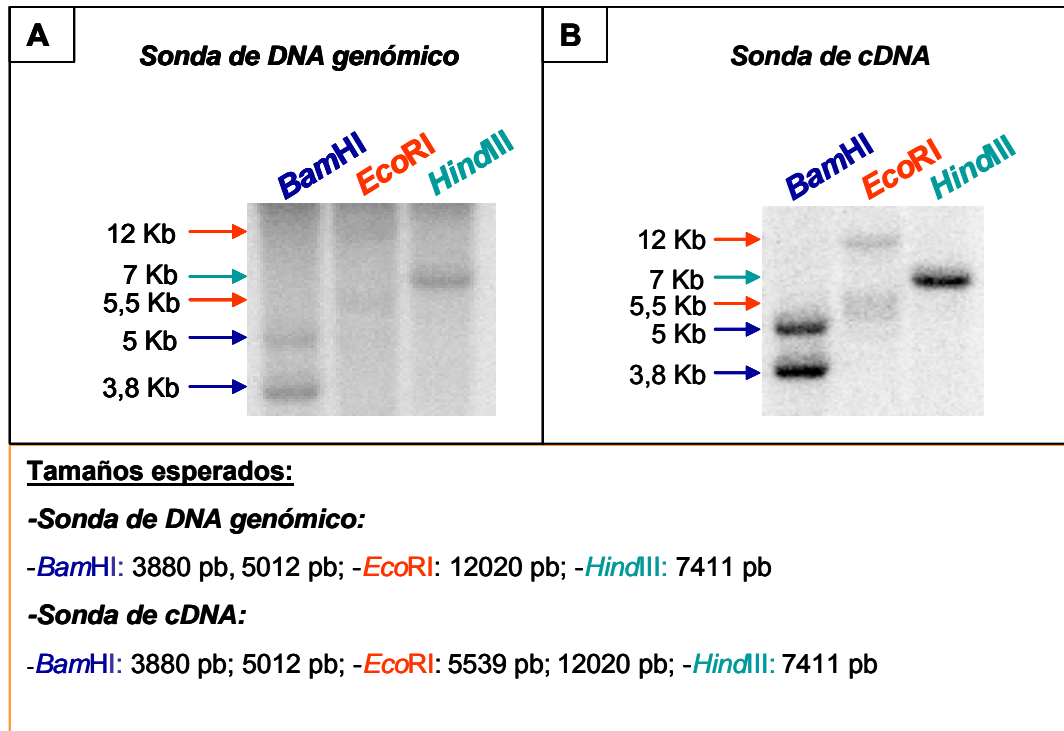 A
Sonda de DNA genómico
BamHI
EcoRI
HindIII
12 Kb
7 Kb
5,5 Kb
5 Kb
3,8 Kb
B
Sonda de cDNA
BamHI
EcoRI
HindIII
12 Kb
7 Kb
5,5 Kb
5 Kb
3,8 Kb
Tamaños esperados:
-Sonda de DNA genómico:
-BamHI: 3880 pb, 5012 pb; -EcoRI: 12020 pb; -HindIII: 7411 pb
-Sonda de cDNA:
-BamHI: 3880 pb; 5012 pb; -EcoRI: 5539 pb; 12020 pb; -HindIII: 7411 pb